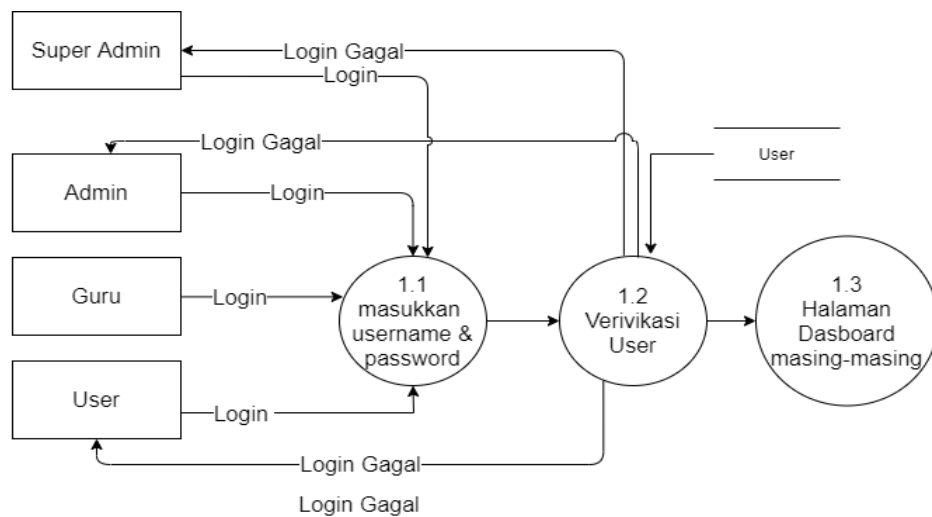 Super Admin
Login Gagal
Login
Login Gagal
User
Admin
Login
Guru
Login
1.1
masukkan
username &
password
1.2
Verivikasi
User
1.3
Halaman
Dasboard
masing-masing
User
Login
Login Gagal
Login Gagal